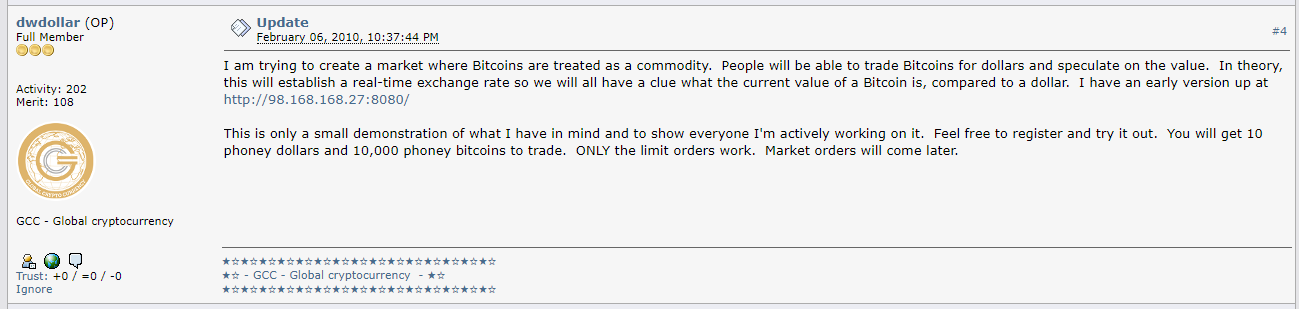 dwdollar (OP)
Full Member
Activity: 202
Merit: 108
GCC - Global cryptocurrency
Trust: +0 / =0 / -0
Ignore
Update
February 06, 2010, 10:37:44 PM
#4
I am trying to create a market where Bitcoins are treated as a commodity.  People will be able to trade Bitcoins for dollars and speculate on the value.  In theory,
this will establish a real-time exchange rate so we will all have a clue what the current value of a Bitcoin is, compared to a dollar.  I have an early version up at
http://98.168.168.27:8080/
This is only a small demonstration of what I have in mind and to show everyone I'm actively working on it.  Feel free to register and try it out.  You will get 10
phoney dollars and 10,000 phoney bitcoins to trade.  ONLY the limit orders work.  Market orders will come later.
★☆★☆★☆★☆★☆★☆★☆★☆★☆★☆★☆★☆★☆★☆★☆
★☆ - GCC - Global cryptocurrency  - ★☆
★☆★☆★☆★☆★☆★☆★☆★☆★☆★☆★☆★☆★☆★☆★☆